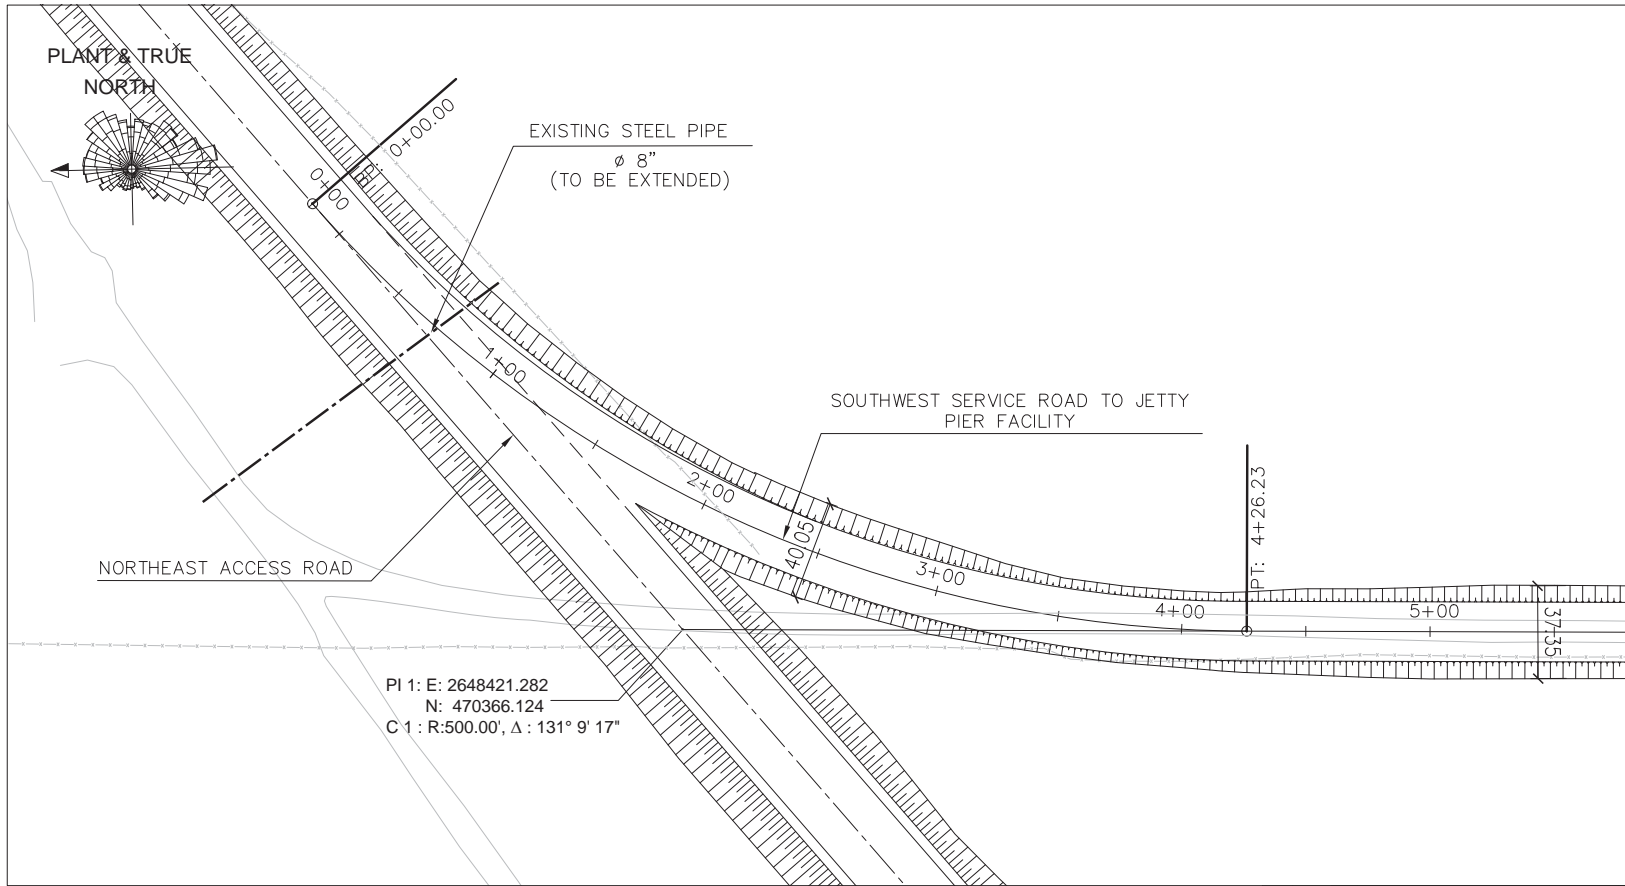 PLANT & TRUE
NORTH
0+00.00
0+00
EXISTING STEEL PIPE
ø 8"
(TO BE EXTENDED)
1+00
SOUTHWEST SERVICE ROAD TO JETTY
PIER FACILITY
2+00
40.05
PT: 4+26.23
NORTHEAST ACCESS ROAD
3+00
4+00
5+00
37.35
PI 1: E: 2648421.282
N: 470366.124
C 1 : R:500.00', Δ : 131° 9' 17"